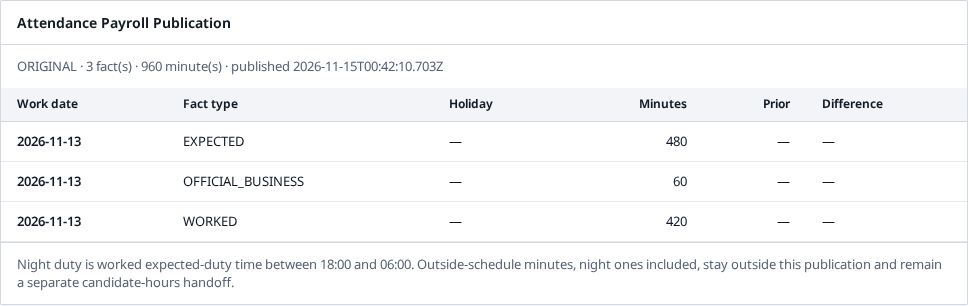 Attendance Payroll Publication
ORIGINAL · 3 fact(s) · 960 minute(s) · published 2026-11-15T00:42:10.703Z
Work date Fact type Holiday Minutes Prior Difference
2026-11-13 EXPECTED — 480 — —
2026-11-13 OFFICIAL_BUSINESS — 60 — —
2026-11-13 WORKED — 420 — —
Night duty is worked expected-duty time between 18:00 and 06:00. Outside-schedule minutes, night ones included, stay outside this publication and remain
a separate candidate-hours handoff.